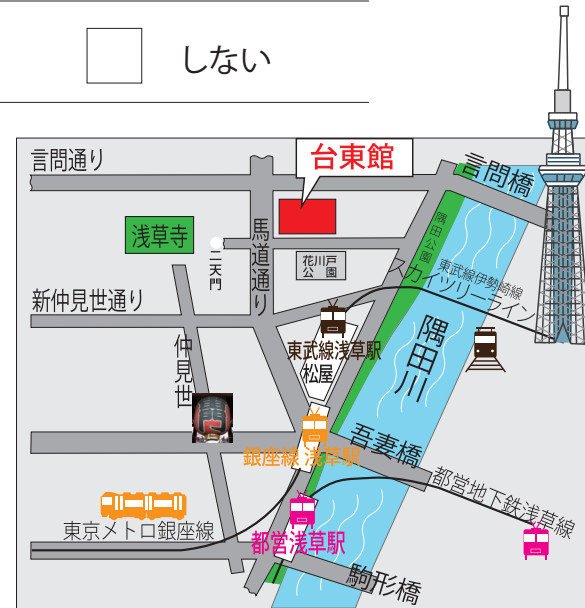 しない
言問通り
台東館
言問橋
浅草寺
二天門
馬道通り
花川戸
公園
隅田公園
東武線伊勢崎線
スカイツリーライン
新仲見世通り
仲見世
東武線浅草駅
松屋
隅田川
銀座線 浅草駅
吾妻橋
都営地下鉄浅草線
東京メトロ銀座線
都営浅草駅
駒形橋